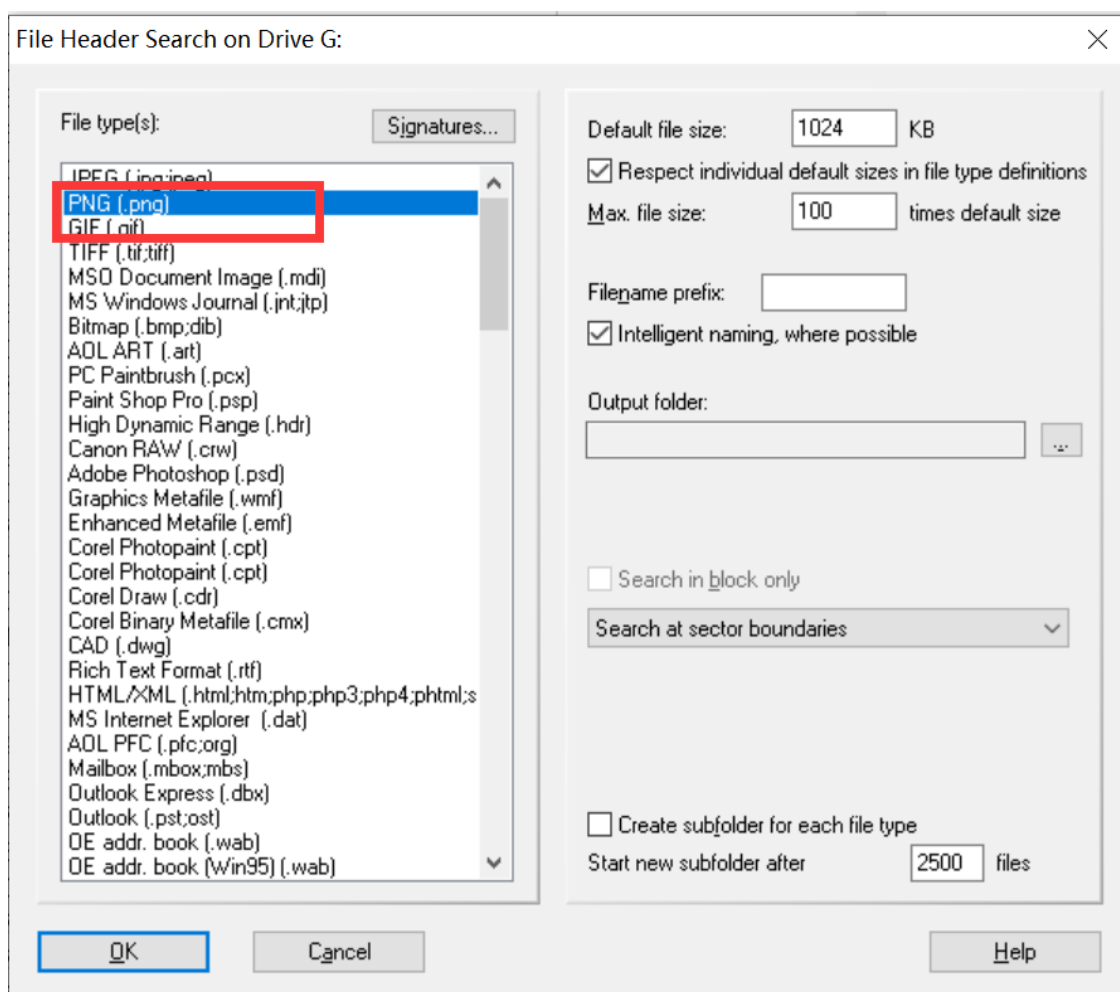 File Header Search on Drive G:
File type(s):
Signatures...
JPEG (.jpg;jpeg)
PNG (.png)
GIF (.gif)
TIFF (.tif;tiff)
MSO Document Image (.mdi)
MS Windows Journal (.jnt;jtp)
Bitmap (.bmp;dib)
AOL ART (.art)
PC Paintbrush (.pcx)
Paint Shop Pro (.psp)
High Dynamic Range (.hdr)
Canon RAW (.crw)
Adobe Photoshop (.psd)
Graphics Metafile (.wmf)
Enhanced Metafile (.emf)
Corel Photopaint (.cpt)
Corel Photopaint (.cpt)
Corel Draw (.cdr)
Corel Binary Metafile (.cmx)
CAD (.dwg)
Rich Text Format (.rtf)
HTML/XML (.html;htm;php;php3;php4;phtml;s
MS Internet Explorer (.dat)
AOL PFC (.pfc;org)
Mailbox (.mbox;mbs)
Outlook Express (.dbx)
Outlook (.pst;ost)
OE addr. book (.wab)
OE addr. book (Win95) (.wab)
Default file size: 1024 KB
Respect individual default sizes in file type definitions
Max. file size: 100 times default size
Filename prefix:
Intelligent naming, where possible
Output folder:
...
Search in block only
Search at sector boundaries
Create subfolder for each file type
Start new subfolder after 2500 files
OK
Cancel
Help